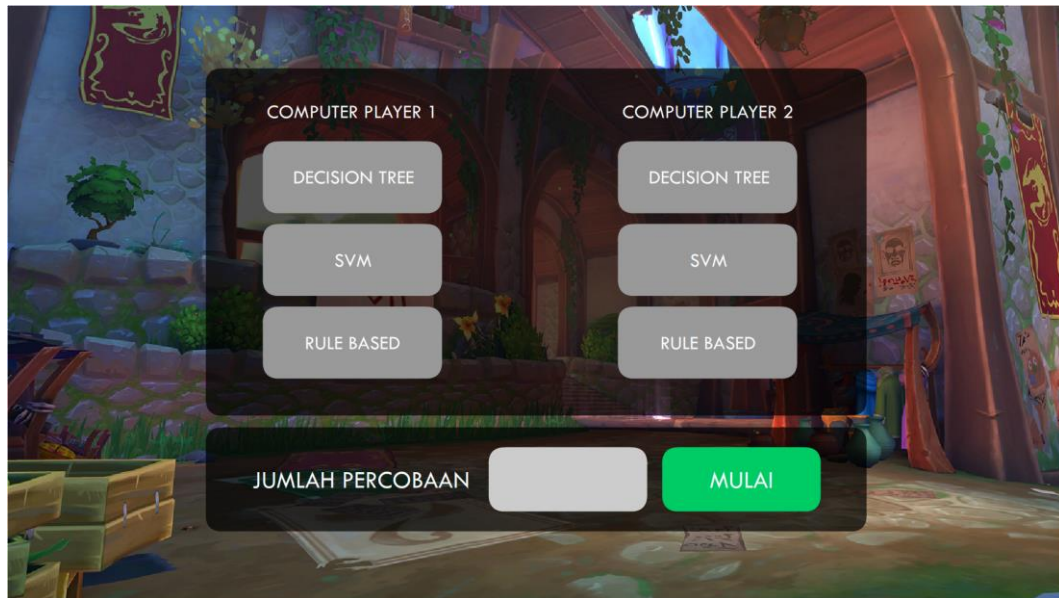 COMPUTER PLAYER 1
DECISION TREE
SVM
RULE BASED
COMPUTER PLAYER 2
DECISION TREE
SVM
RULE BASED
JUMLAH PERCOBAAN
MULAI